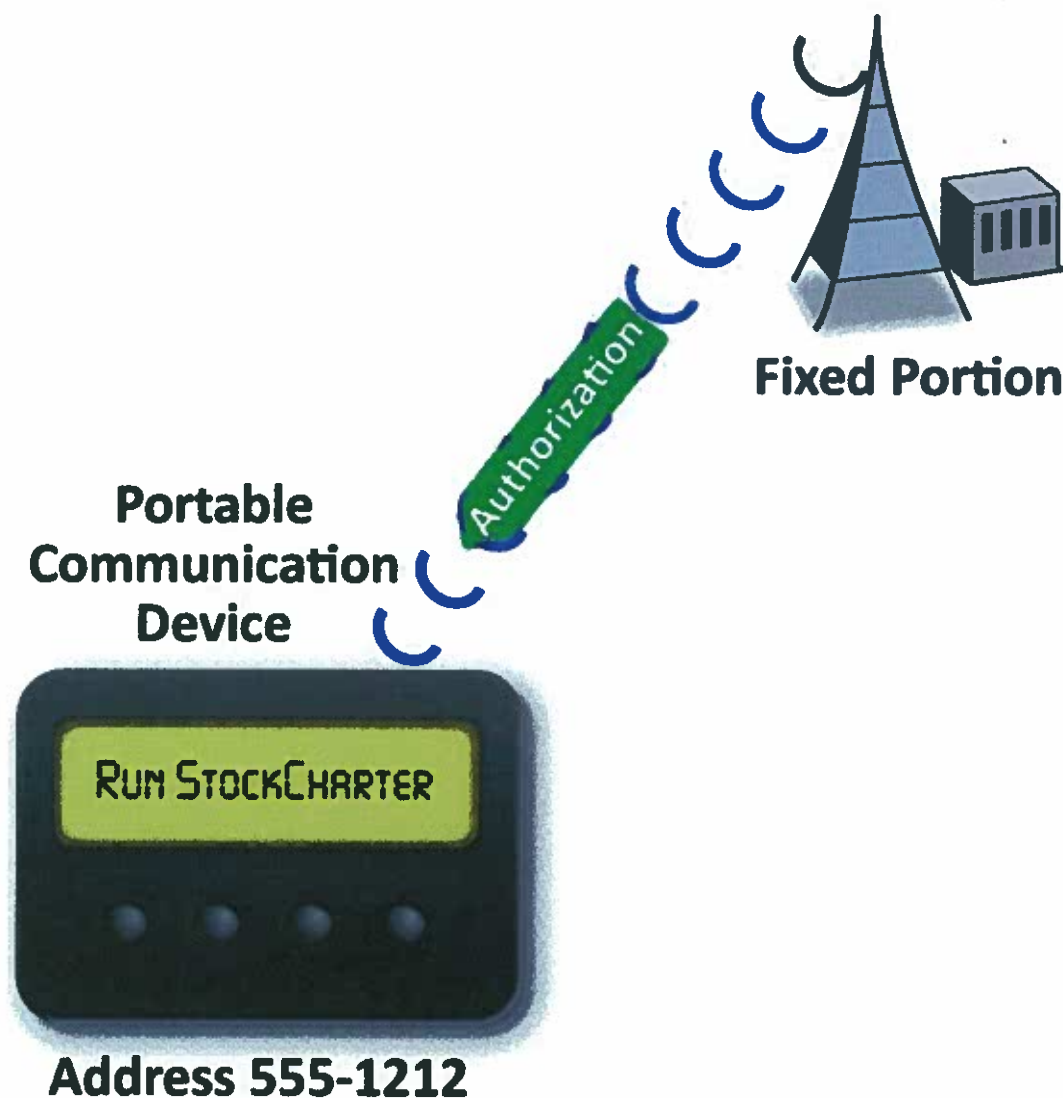 Authorization
Fixed Portion
Portable
Communication
Device
RUN STOCKCHARTER
Address 555-1212